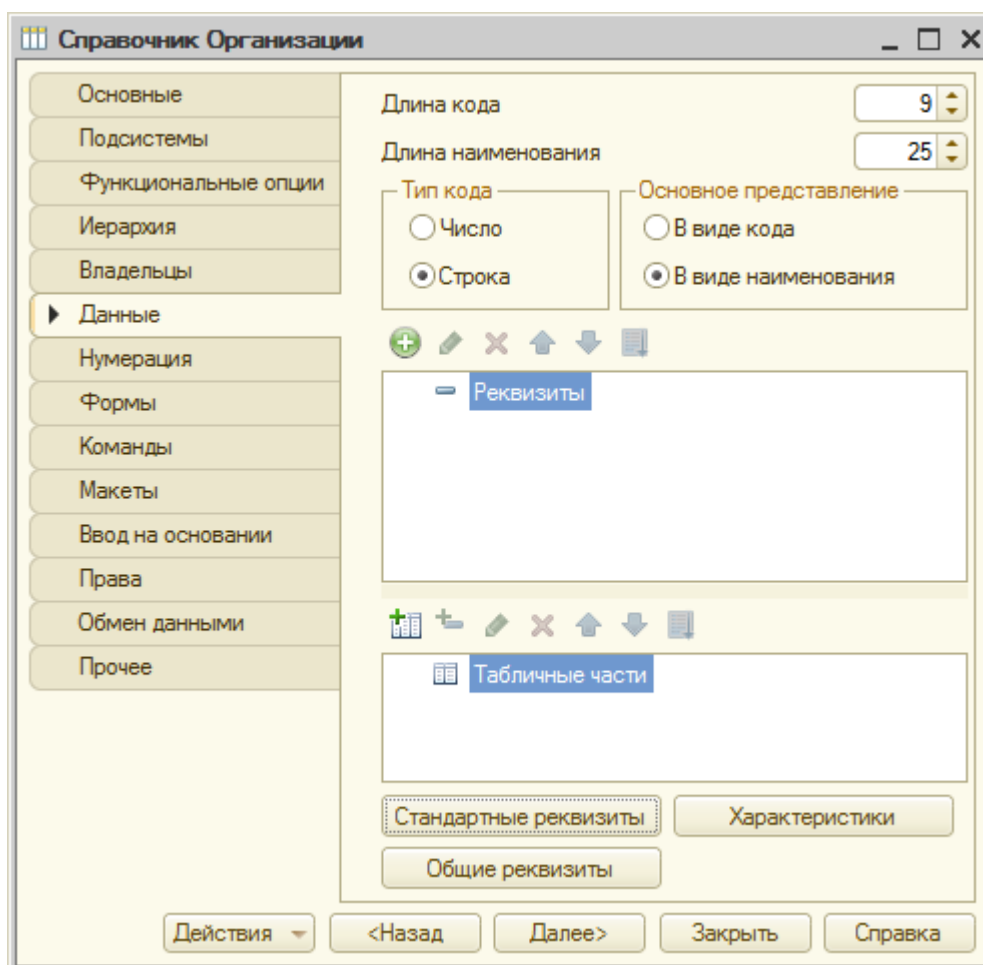 Справочник Организации
Основные
Подсистемы
Функциональные опции
Иерархия
Владельцы
Данные
Нумерация
Формы
Команды
Макеты
Ввод на основании
Права
Обмен данными
Прочее
Длина кода 9
Длина наименования 25
Тип кода
Число
Строка
Основное представление
В виде кода
В виде наименования
Реквизиты
Табличные части
Стандартные реквизиты Характеристики
Общие реквизиты
Действия <Назад Далее> Закрыть Справка